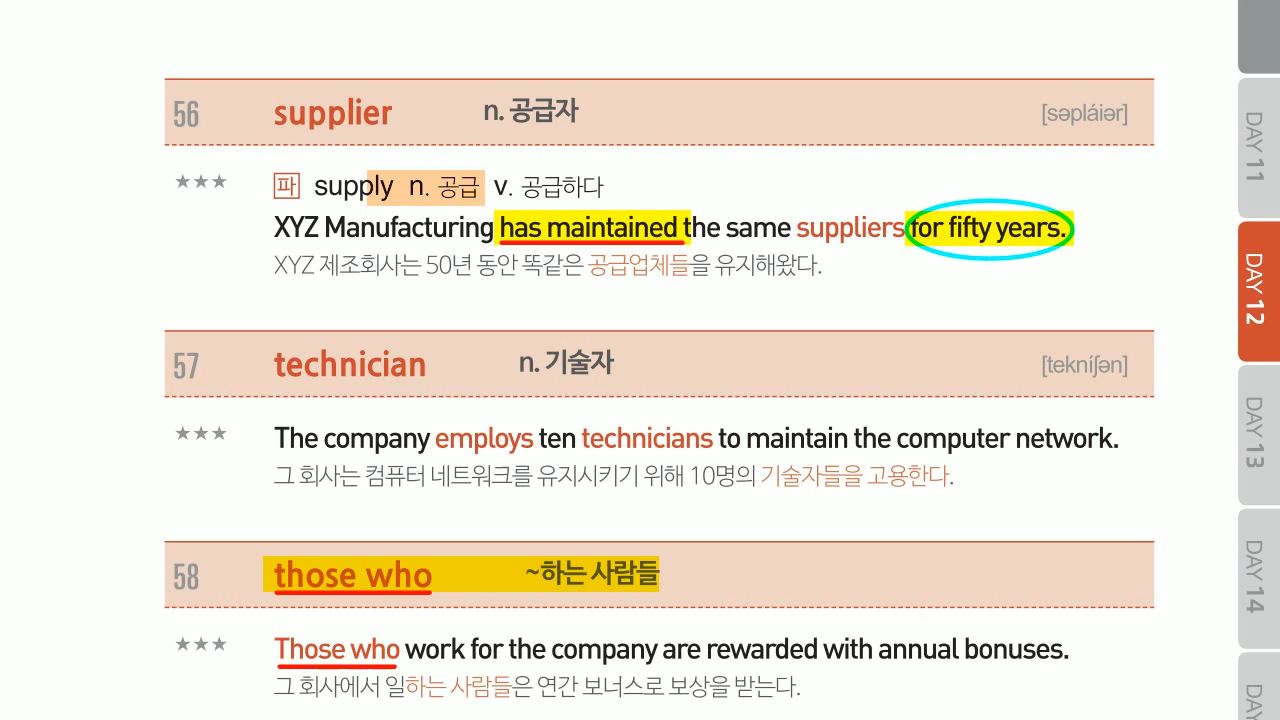 56 supplier n. 공급자 [səpláiər]
★★★ 파 supply n. 공급 v. 공급하다
XYZ Manufacturing has maintained the same suppliers for fifty years.
XYZ 제조회사는 50년 동안 똑같은 공급업체들을 유지해왔다.
57 technician n. 기술자 [tekníʃən]
★★★ The company employs ten technicians to maintain the computer network.
그 회사는 컴퓨터 네트워크를 유지시키기 위해 10명의 기술자들을 고용한다.
58 those who ~하는 사람들
★★★ Those who work for the company are rewarded with annual bonuses.
그 회사에서 일하는 사람들은 연간 보너스로 보상을 받는다.
DAY 11
DAY 12
DAY 13
DAY 14
DAY